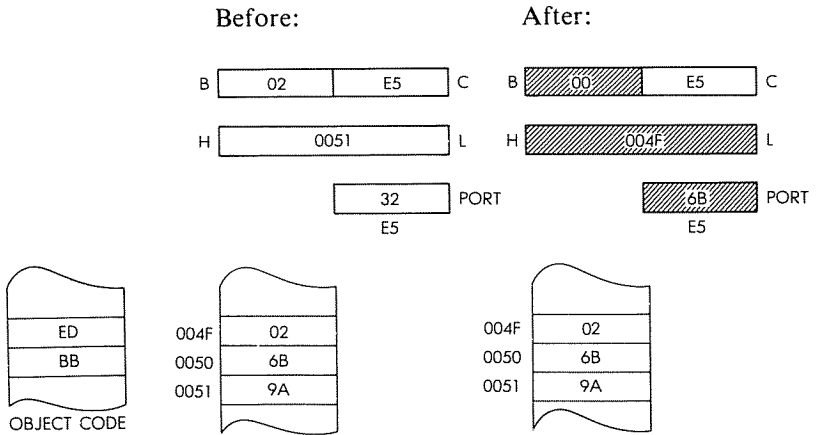 Before: After:
B 02 E5 C B 00 E5 C
H 0051 L H 004F L
32 PORT 6B PORT
E5 E5
ED 004F 02 004F 02
BB 0050 6B 0050 6B
0051 9A 0051 9A
OBJECT CODE